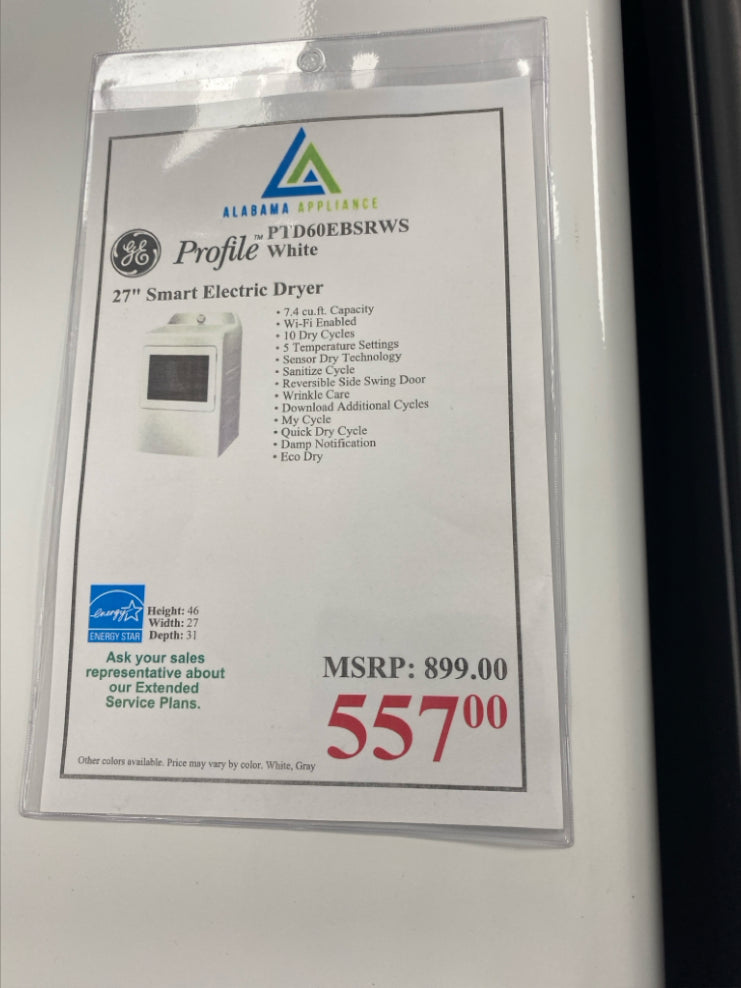 ALABAMA APPLIANCE
GE Profile™ PTD60EBSRWS
White
27" Smart Electric Dryer
• 7.4 cu.ft. Capacity
• Wi-Fi Enabled
• 10 Dry Cycles
• 5 Temperature Settings
• Sensor Dry Technology
• Sanitize Cycle
• Reversible Side Swing Door
• Wrinkle Care
• Download Additional Cycles
• My Cycle
• Quick Dry Cycle
• Damp Notification
• Eco Dry
energy
ENERGY STAR
Height: 46
Width: 27
Depth: 31
Ask your sales
representative about
our Extended
Service Plans.
MSRP: 899.00
557 00
Other colors available. Price may vary by color. White, Gray